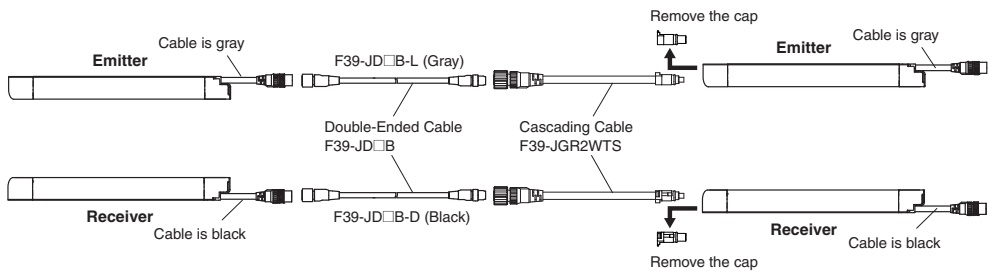 Remove the cap
Cable is gray
Emitter
F39-JD□B-L (Gray)
Emitter
Cable is gray
Double-Ended Cable
F39-JD□B
Cascading Cable
F39-JGR2WTS
Receiver
Cable is black
F39-JD□B-D (Black)
Receiver
Cable is black
Remove the cap